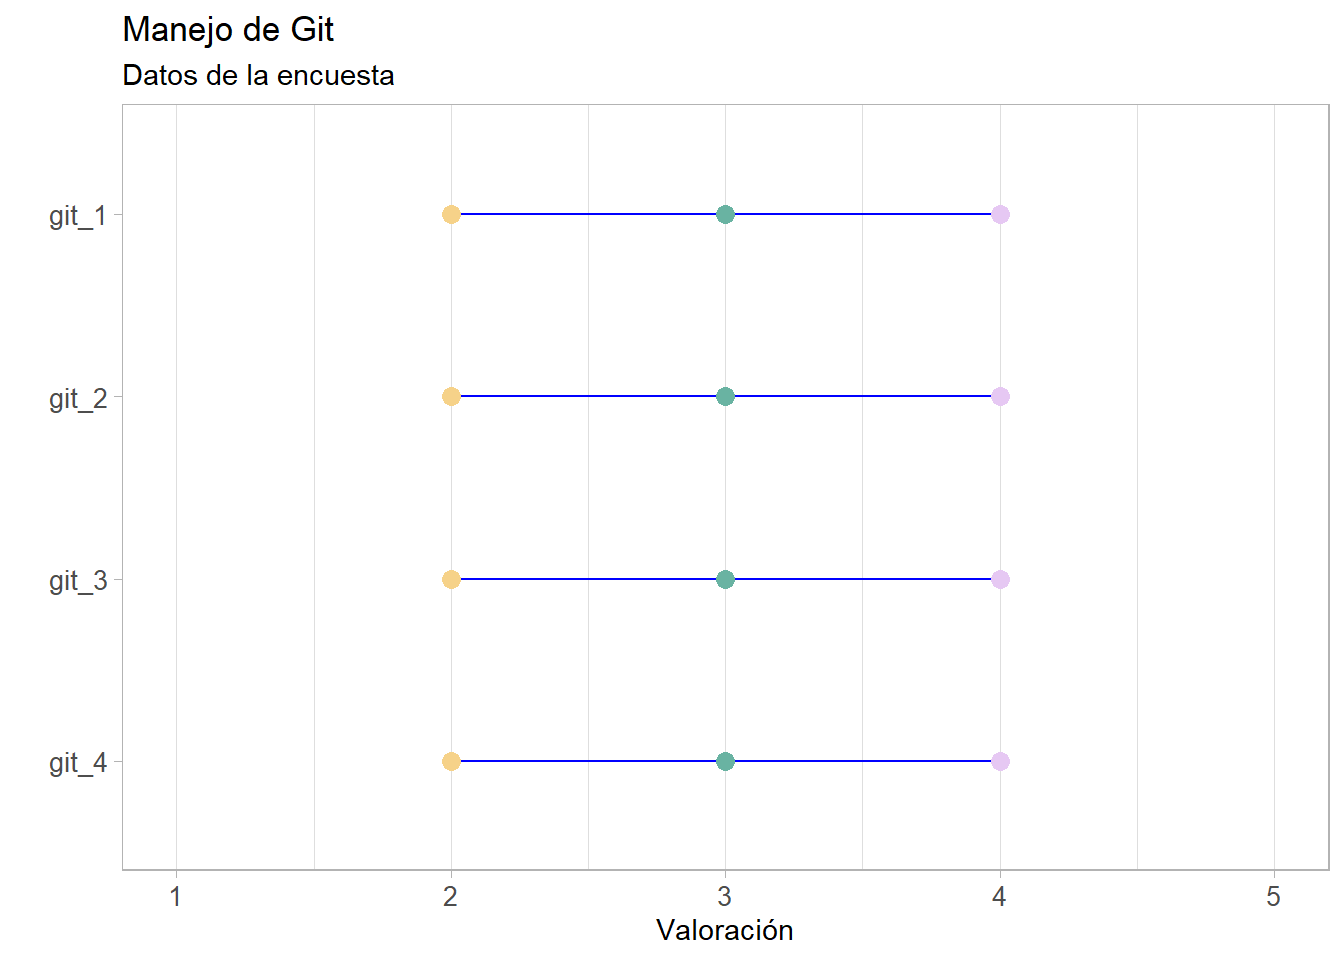 Manejo de Git
Datos de la encuesta
git_1
git_2
git_3
git_4
1 2 3 4 5
Valoración